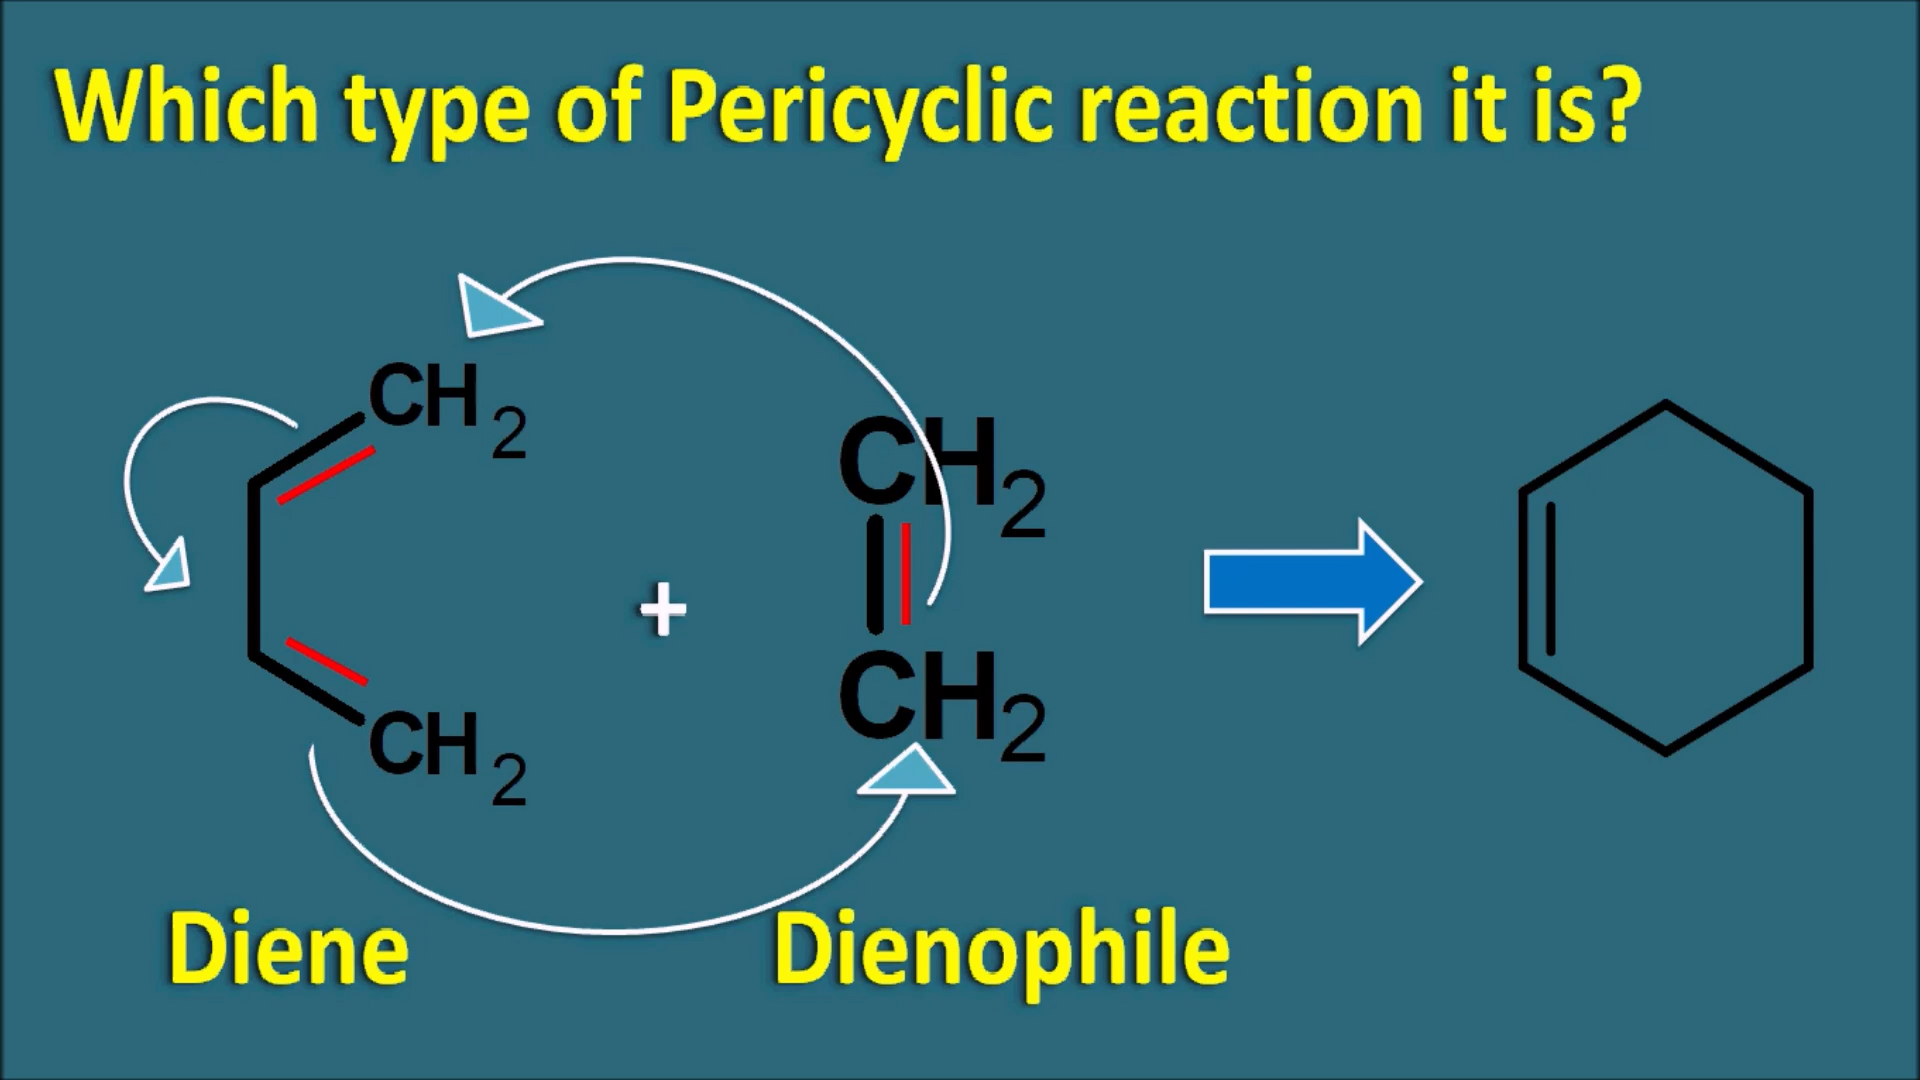 Which type of Pericyclic reaction it is?
CH2
CH2
+
CH2
CH2
Diene
Dienophile